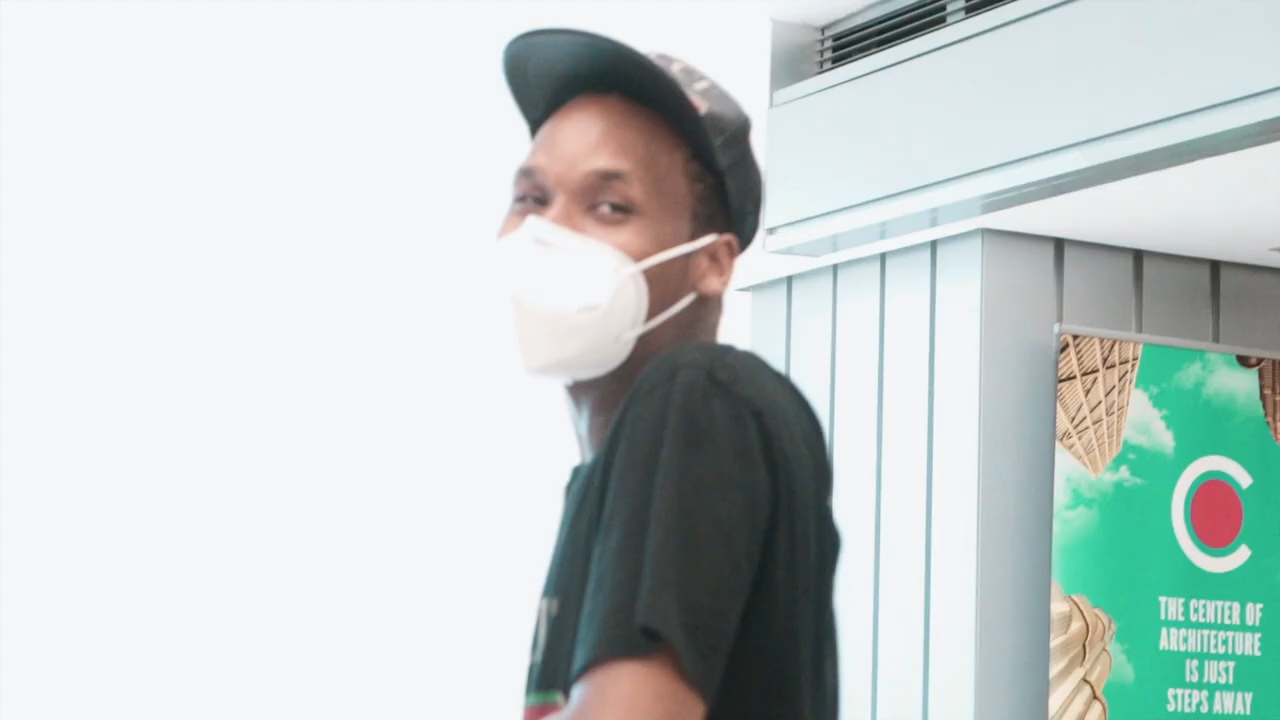 THE CENTER OF
ARCHITECTURE
IS JUST
STEPS AWAY